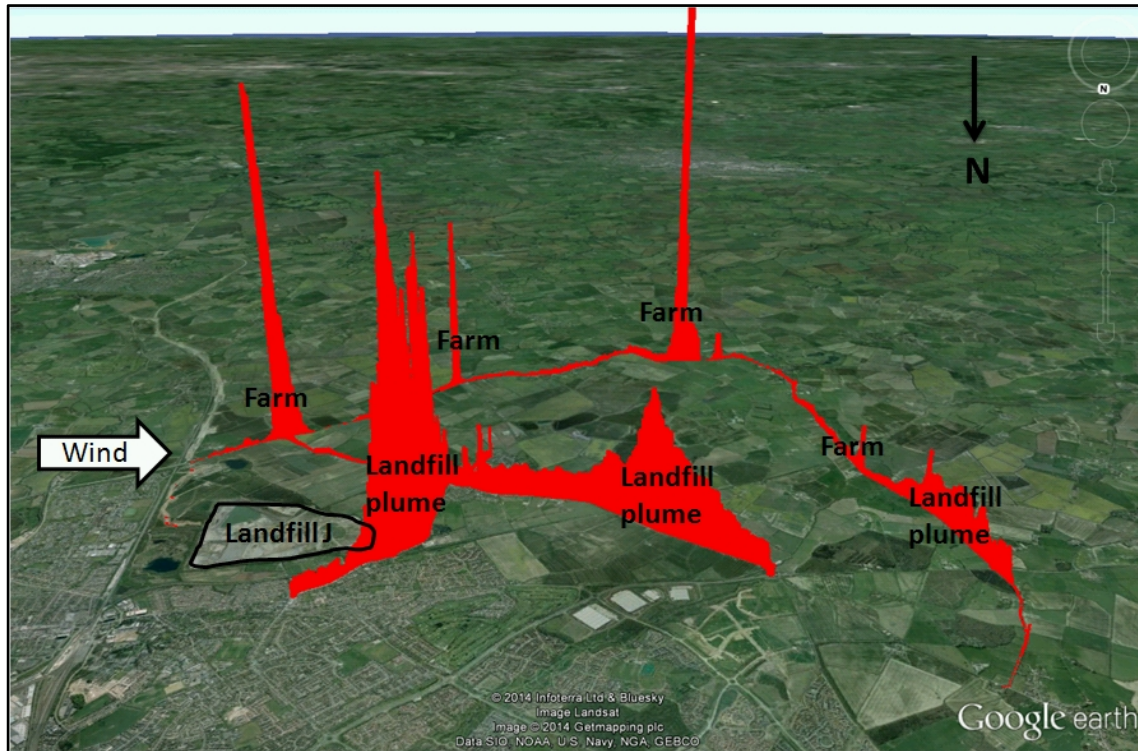 N
N
Farm
Farm
Farm
Wind
Farm
Landfill
plume
Landfill
plume
Landfill
plume
Landfill J
© 2014 Infoterra Ltd & Bluesky
Image Landsat
Image © 2014 Getmapping plc
Data SIO, NOAA, U.S. Navy, NGA, GEBCO
Google earth